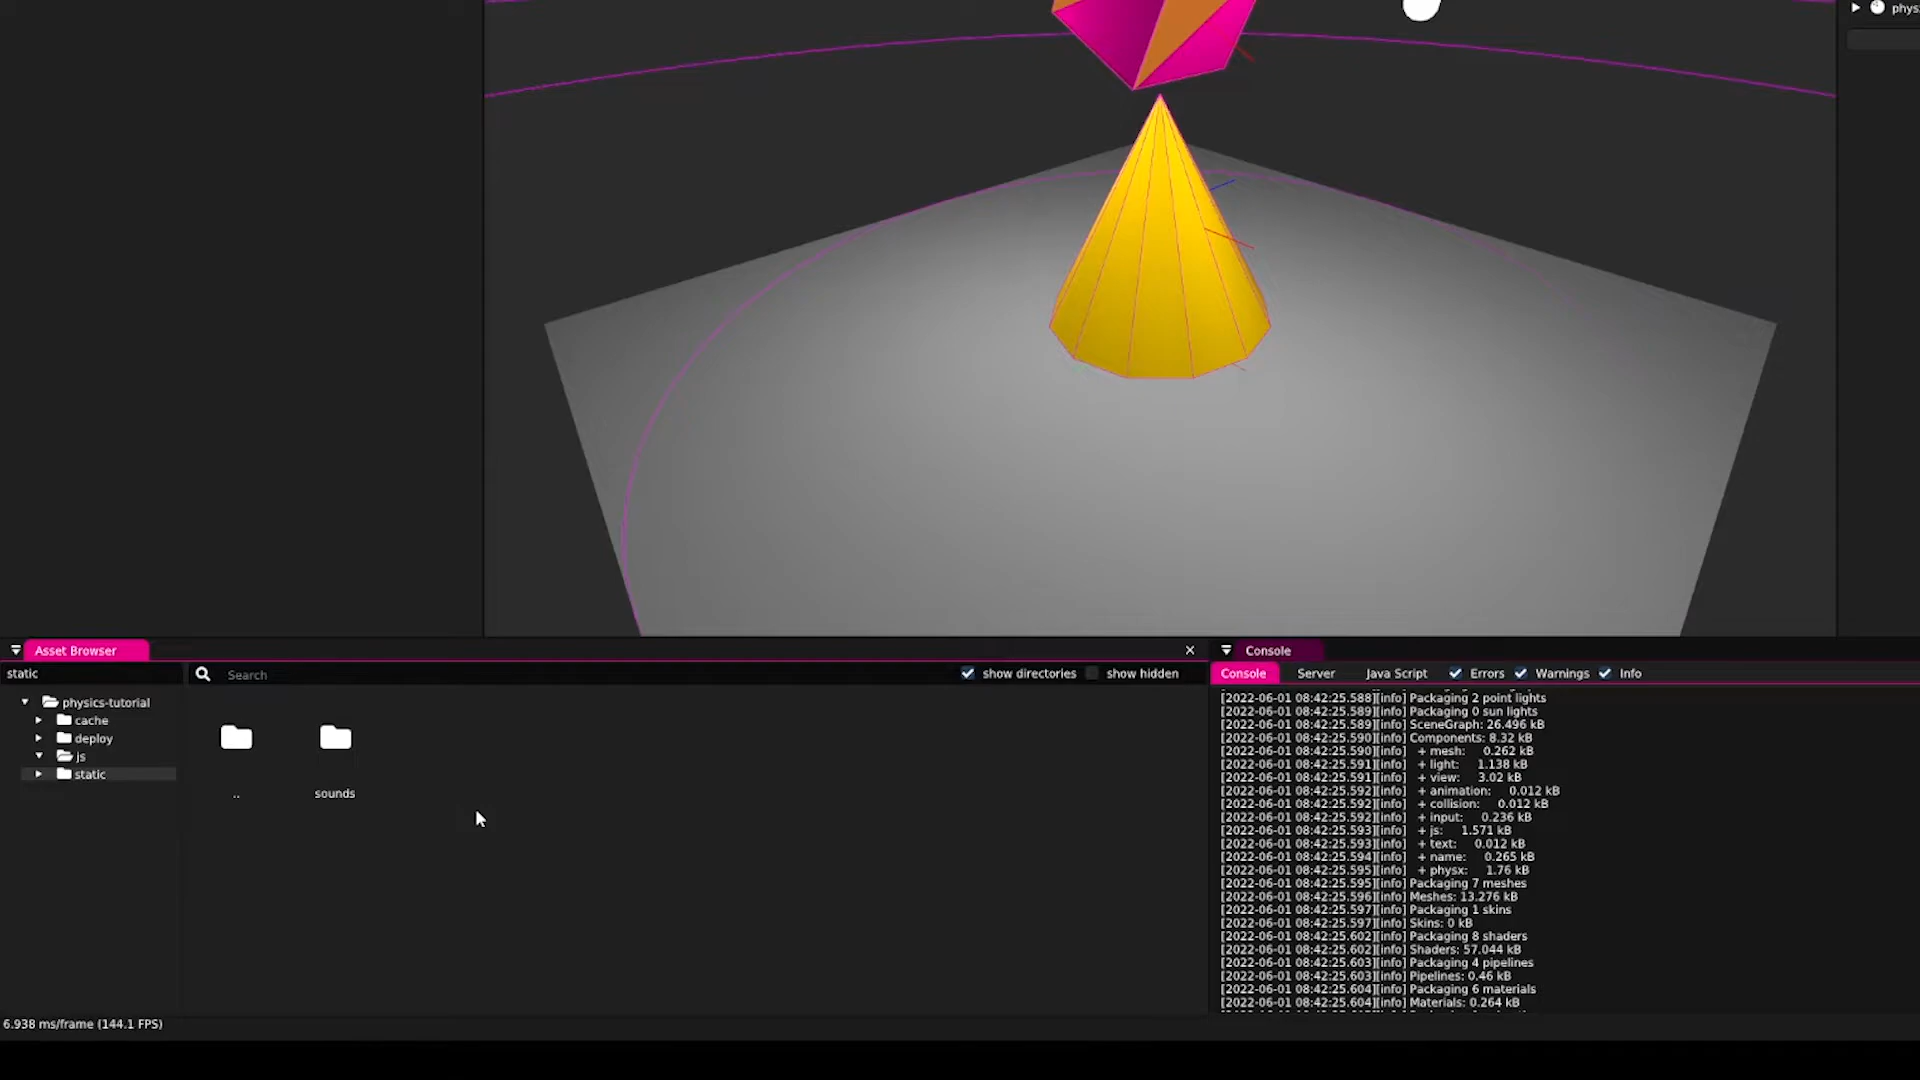 phys
Asset Browser
Console
static
Search
show directories
show hidden
Console
Server
Java Script
Errors
Warnings
Info
physics-tutorial
cache
deploy
js
static
..
sounds
[2022-06-01 08:42:25.588][info] Packaging 2 point lights
[2022-06-01 08:42:25.589][info] Packaging 0 sun lights
[2022-06-01 08:42:25.589][info] SceneGraph: 26.496 kB
[2022-06-01 08:42:25.590][info] Components: 8.32 kB
[2022-06-01 08:42:25.590][info] + mesh: 0.262 kB
[2022-06-01 08:42:25.591][info] + light: 1.138 kB
[2022-06-01 08:42:25.591][info] + view: 3.02 kB
[2022-06-01 08:42:25.592][info] + animation: 0.012 kB
[2022-06-01 08:42:25.592][info] + collision: 0.012 kB
[2022-06-01 08:42:25.592][info] + input: 0.236 kB
[2022-06-01 08:42:25.593][info] + js: 1.571 kB
[2022-06-01 08:42:25.593][info] + text: 0.012 kB
[2022-06-01 08:42:25.594][info] + name: 0.265 kB
[2022-06-01 08:42:25.595][info] + physx: 1.76 kB
[2022-06-01 08:42:25.595][info] Packaging 7 meshes
[2022-06-01 08:42:25.596][info] Meshes: 13.276 kB
[2022-06-01 08:42:25.597][info] Packaging 1 skins
[2022-06-01 08:42:25.597][info] Skins: 0 kB
[2022-06-01 08:42:25.602][info] Packaging 8 shaders
[2022-06-01 08:42:25.602][info] Shaders: 57.044 kB
[2022-06-01 08:42:25.603][info] Packaging 4 pipelines
[2022-06-01 08:42:25.603][info] Pipelines: 0.46 kB
[2022-06-01 08:42:25.604][info] Packaging 6 materials
[2022-06-01 08:42:25.604][info] Materials: 0.264 kB
6.938 ms/frame (144.1 FPS)